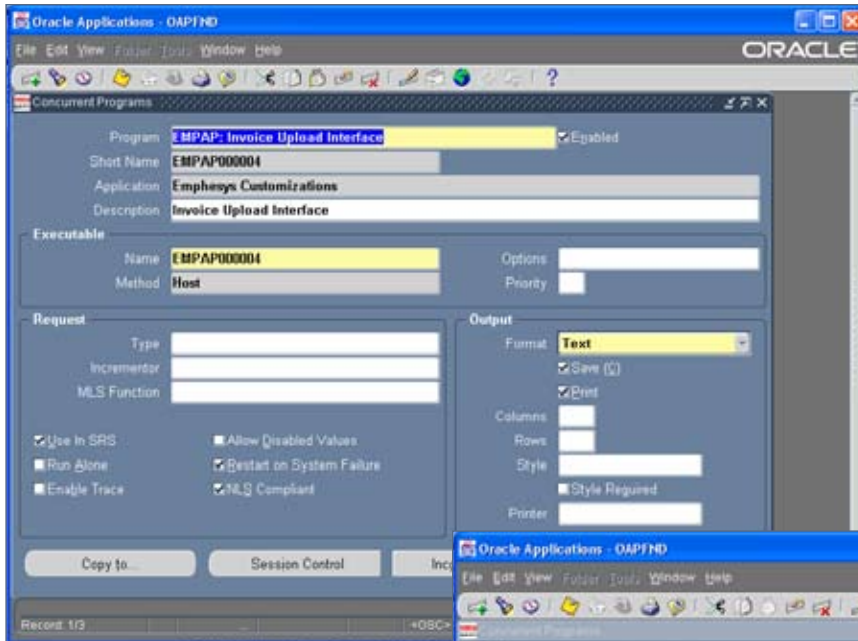 Oracle Applications - OAPFND
File Edit View Folder Tools Window Help
ORACLE
Concurrent Programs
Program EMPAP: Invoice Upload Interface Enabled
Short Name EMPAP000004
Application Emphesys Customizations
Description Invoice Upload Interface
Executable
Name EMPAP000004 Options
Method Host Priority
Request Output
Type Format Text
Incrementor Save (C)
MLS Function Print
Columns
Use in SRS Allow Disabled Values Rows
Run Alone Restart on System Failure Style
Enable Trace NLS Compliant Style Required
Printer
Copy to... Session Control Inc
Record: 1/3 ... <OSC>
Oracle Applications - OAPFND
File Edit View Folder Tools Window Help
Concurrent Programs